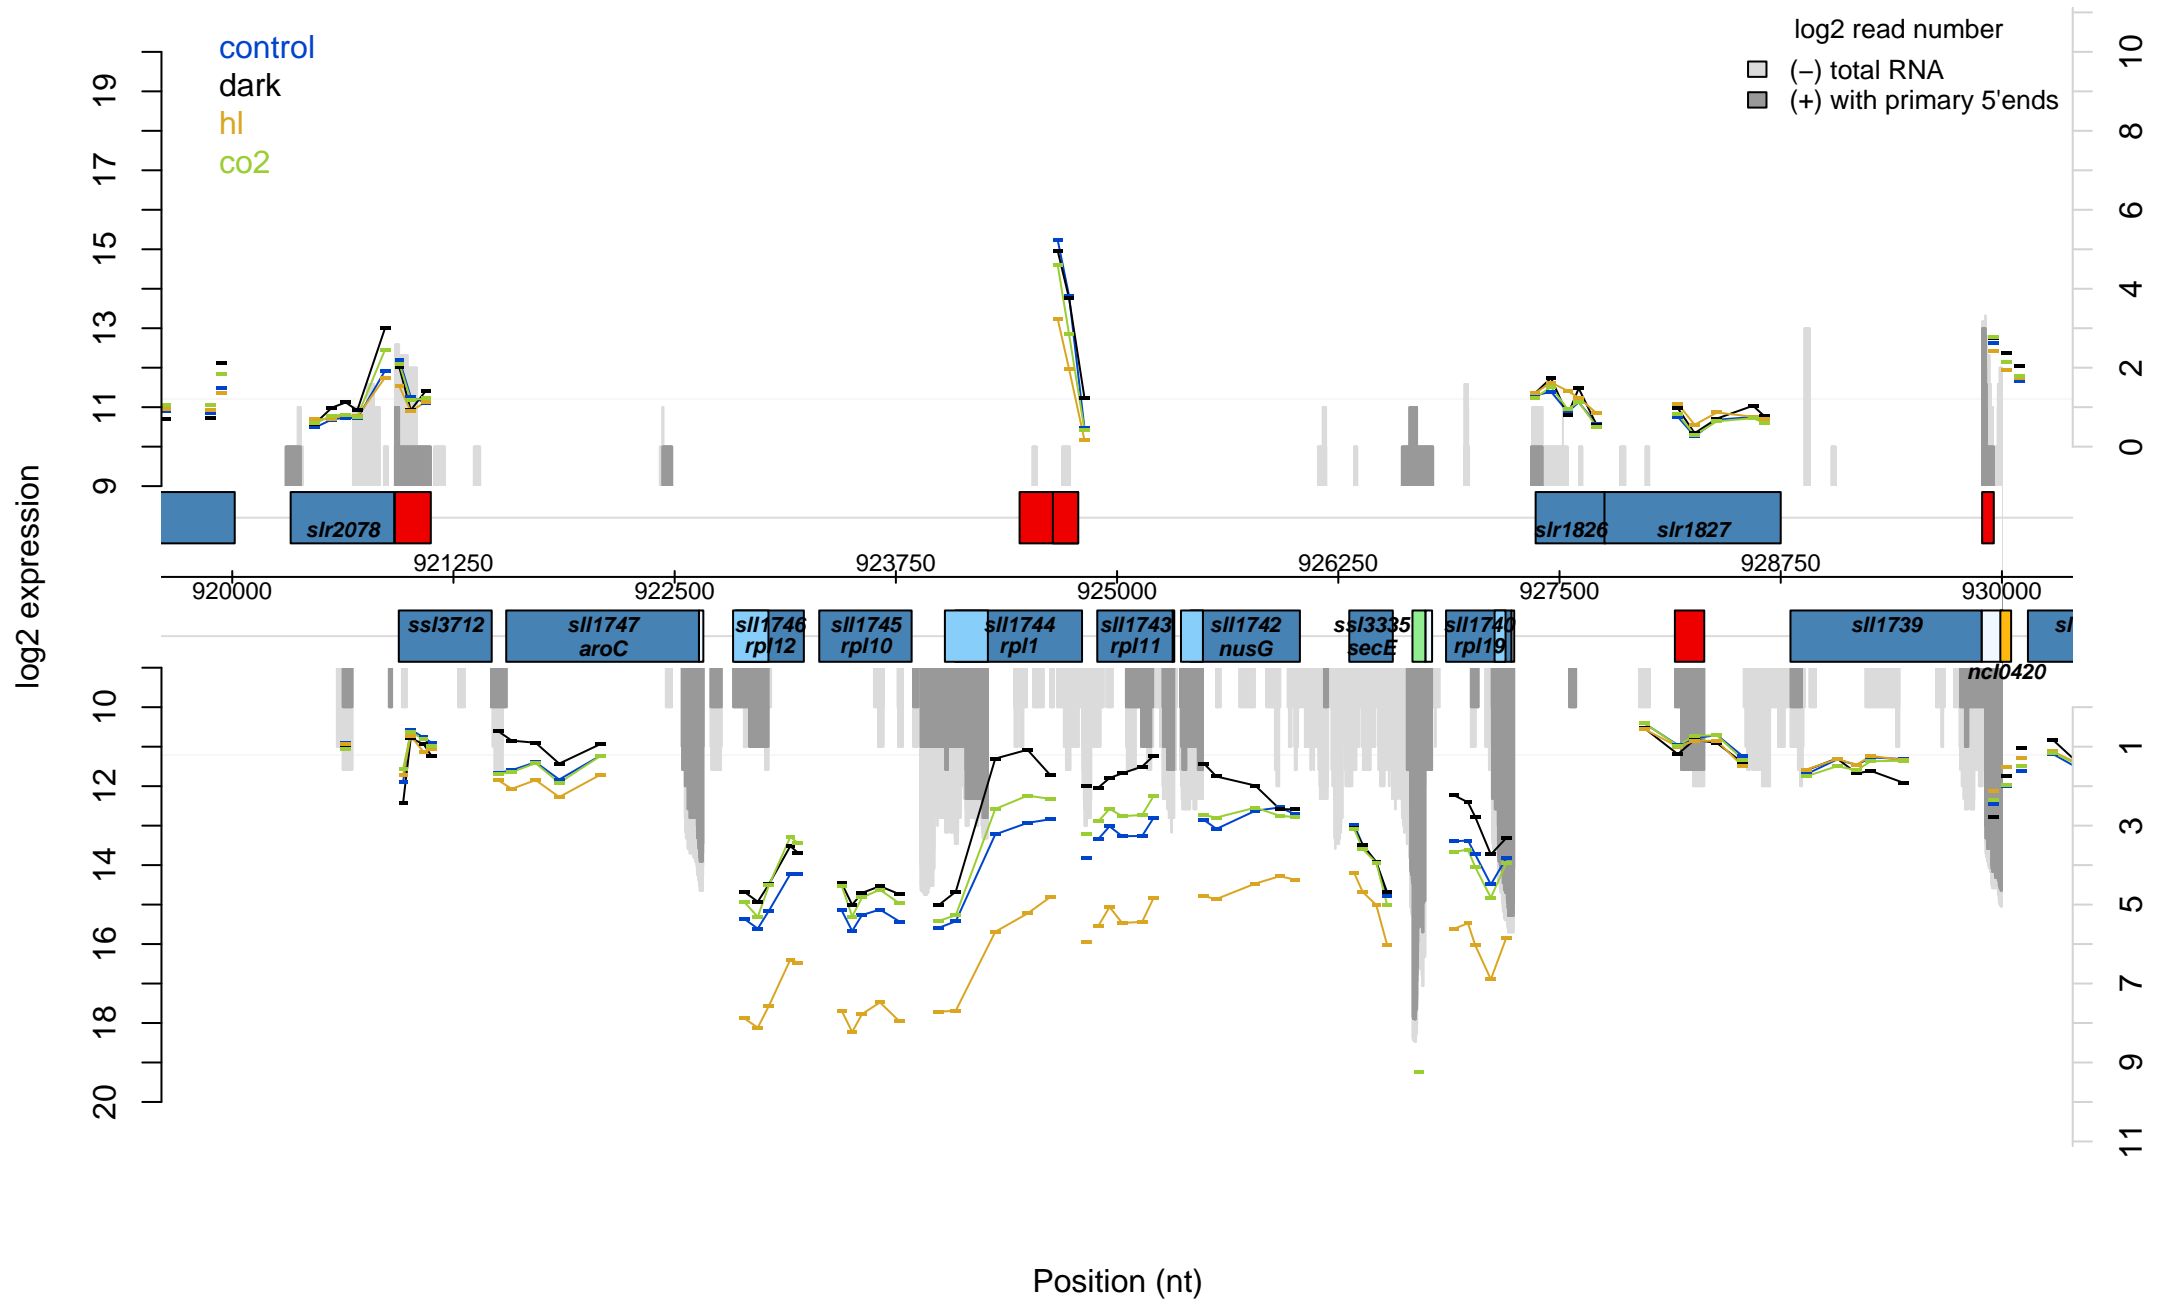 control
dark
hl
co2
log2 read number
(−) total RNA
(+) with primary 5'ends
19
17
15
13
11
9
10
8
6
4
2
0
log2 expression
slr2078
slr1826
slr1827
921250
923750
926250
928750
920000
922500
925000
927500
930000
ssl3712
sll1747
aroC
sll1746
rpl12
sll1745
rpl10
sll1744
rpl1
sll1743
rpl11
sll1742
nusG
ssl3335
secE
sll1740
rpl19
sll1739
ncl0420
sl
10
12
14
16
18
20
1
3
5
7
9
11
Position (nt)